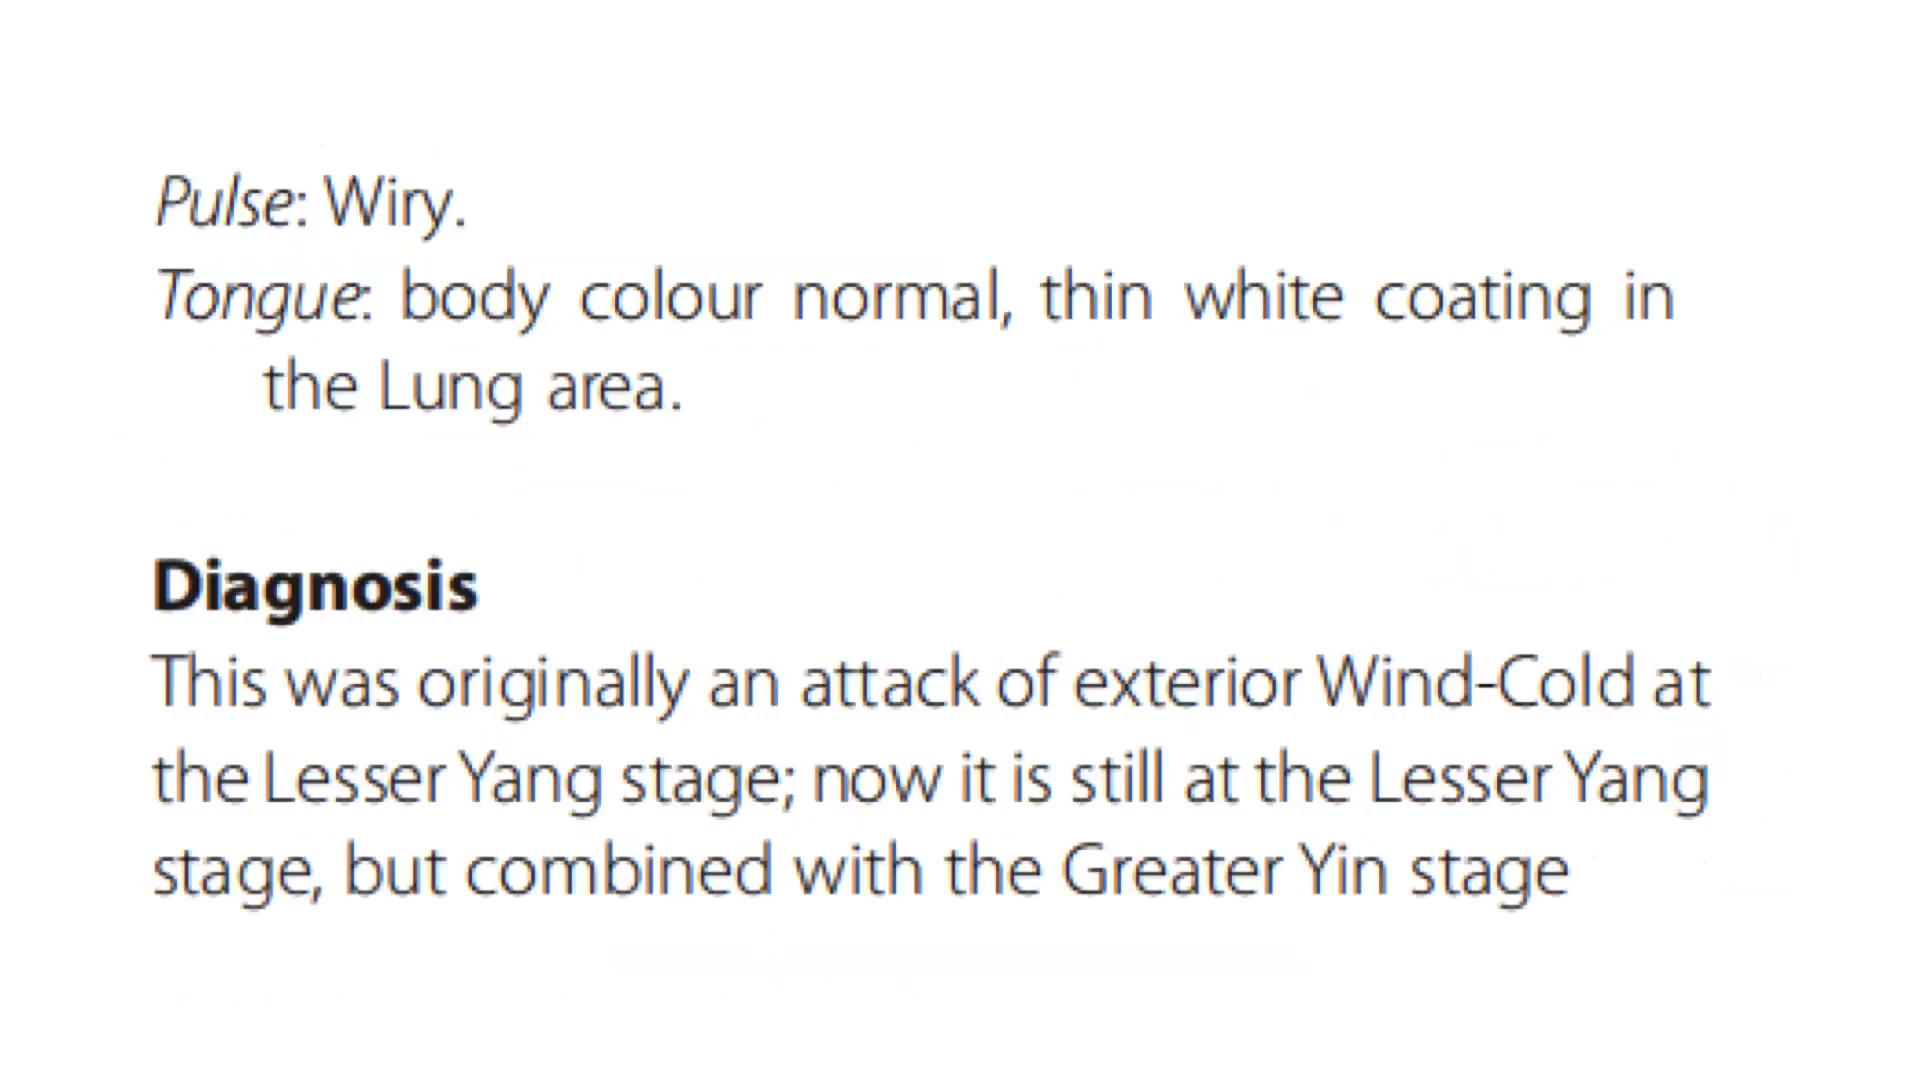 Pulse: Wiry.
Tongue: body colour normal, thin white coating in
the Lung area.
Diagnosis
This was originally an attack of exterior Wind-Cold at
the Lesser Yang stage; now it is still at the Lesser Yang
stage, but combined with the Greater Yin stage